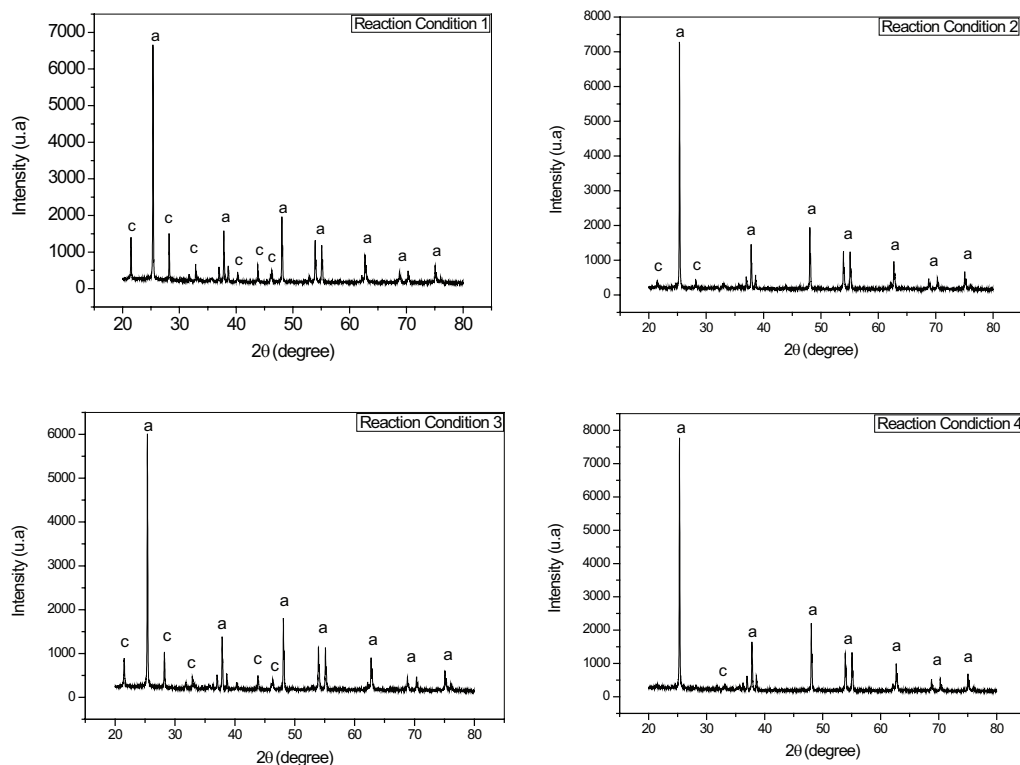 Reaction Condition 1
Intensity (u.a)
7000
6000
5000
4000
3000
2000
1000
0
a
c
c
c
a
c
c
c
a
a
a
a
a
20 30 40 50 60 70 80
2θ (degree)
Reaction Condition 2
Intensity (u.a)
8000
7000
6000
5000
4000
3000
2000
1000
0
a
c
c
a
a
a
a
a
a
20 30 40 50 60 70 80
2θ (degree)
Reaction Condition 3
Intensity (u.a)
6000
5000
4000
3000
2000
1000
0
a
c
c
c
a
c
c
a
a
a
a
a
20 30 40 50 60 70 80
2θ (degree)
Reaction Condiction 4
Intensity (u.a)
8000
7000
6000
5000
4000
3000
2000
1000
0
a
c
a
a
a
a
a
a
20 30 40 50 60 70 80
2θ (degree)